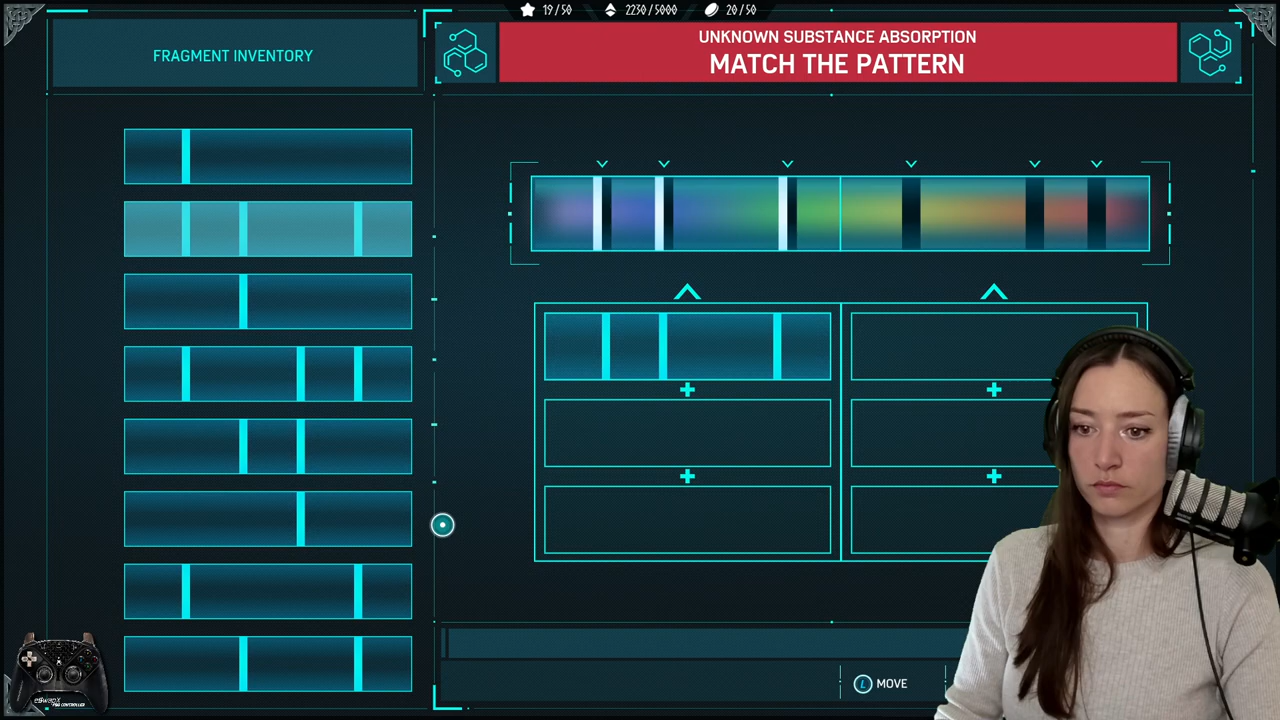 19/50 2230/5000 20/50
FRAGMENT INVENTORY
UNKNOWN SUBSTANCE ABSORPTION
MATCH THE PATTERN
L MOVE